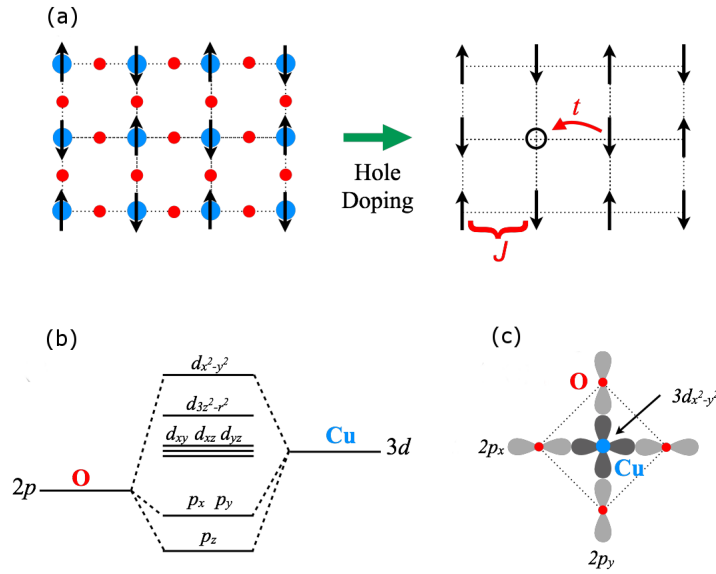 (a)
t
Hole
Doping
J
(b)
(c)
dx²-y²
d3z²-r²
dxy dxz dyz
Cu
3d
O
2p
px py
pz
O
3dx²-y²
2px
Cu
2py